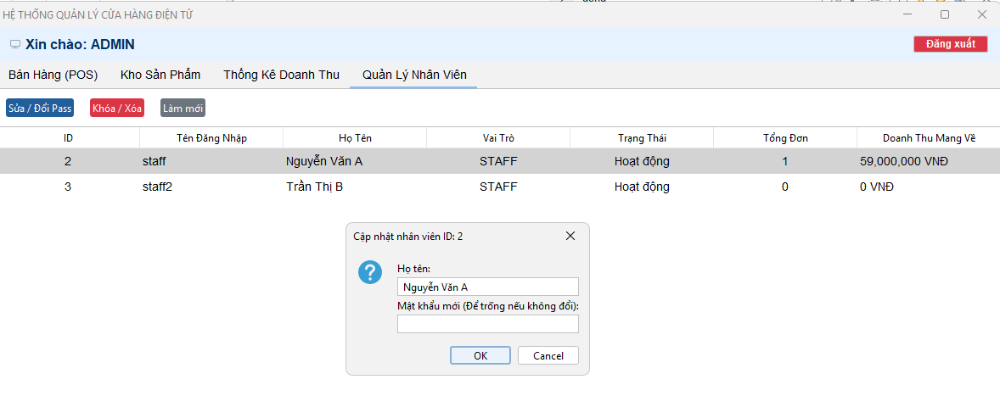 HỆ THỐNG QUẢN LÝ CỬA HÀNG ĐIỆN TỬ
Xin chào: ADMIN
Đăng xuất
Bán Hàng (POS) Kho Sản Phẩm Thống Kê Doanh Thu Quản Lý Nhân Viên
Sửa / Đổi Pass Khóa / Xóa Làm mới
ID Tên Đăng Nhập Họ Tên Vai Trò Trạng Thái Tổng Đơn Doanh Thu Mang Về
2 staff Nguyễn Văn A STAFF Hoạt động 1 59,000,000 VNĐ
3 staff2 Trần Thị B STAFF Hoạt động 0 0 VNĐ
Cập nhật nhân viên ID: 2
Họ tên:
Nguyễn Văn A
Mật khẩu mới (Để trống nếu không đổi):
OK Cancel